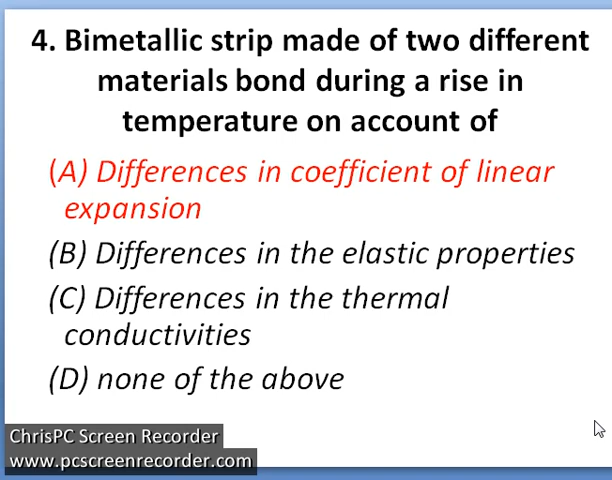 4. Bimetallic strip made of two different
materials bond during a rise in
temperature on account of
(A) Differences in coefficient of linear
expansion
(B) Differences in the elastic properties
(C) Differences in the thermal
conductivities
(D) none of the above
ChrisPC Screen Recorder
www.pcscreenrecorder.com